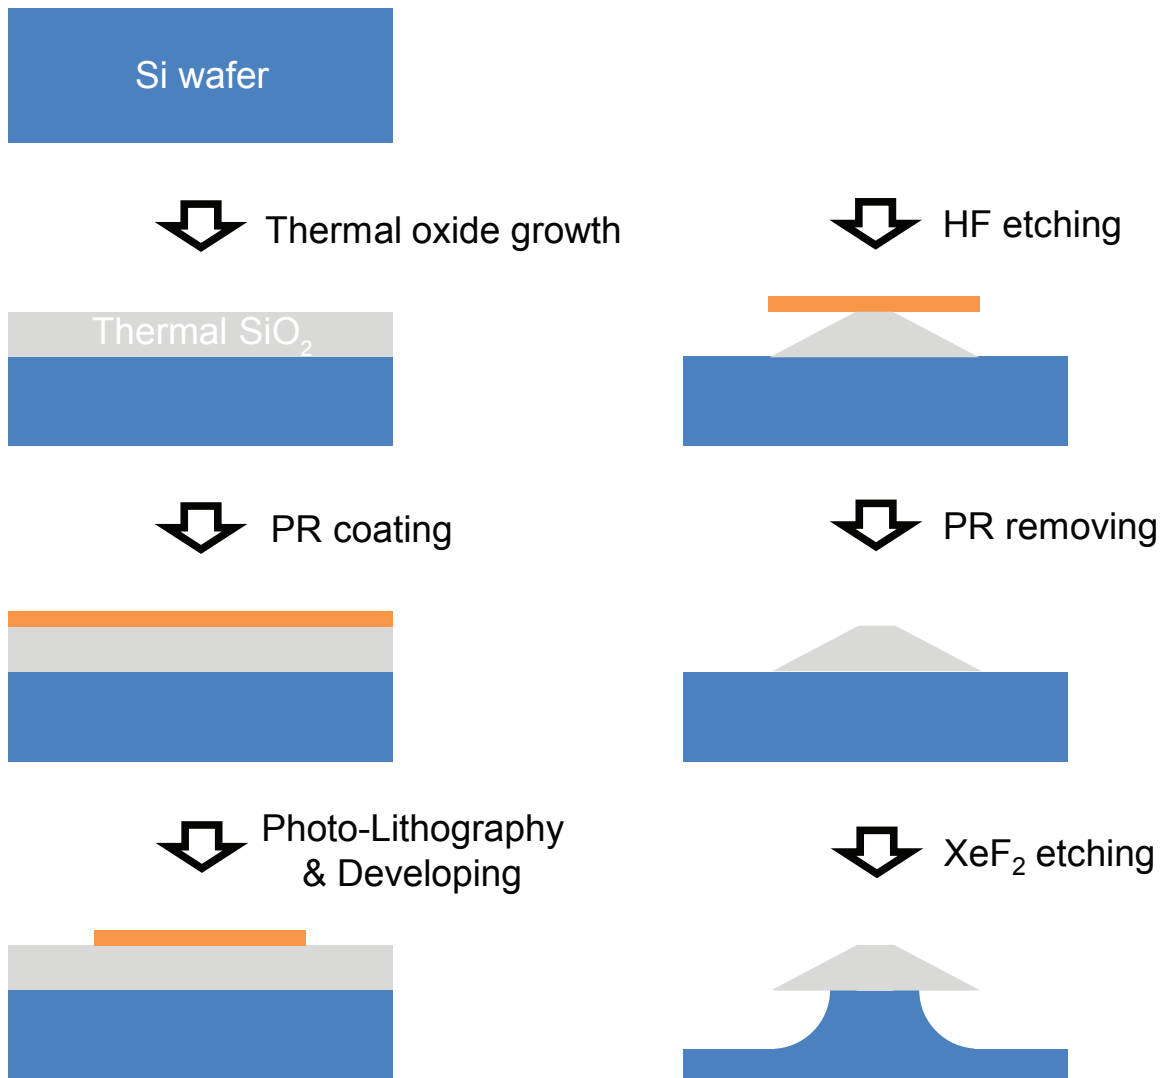 Si wafer
Thermal oxide growth
Thermal SiO₂
PR coating
Photo-Lithography
& Developing
HF etching
PR removing
XeF₂ etching